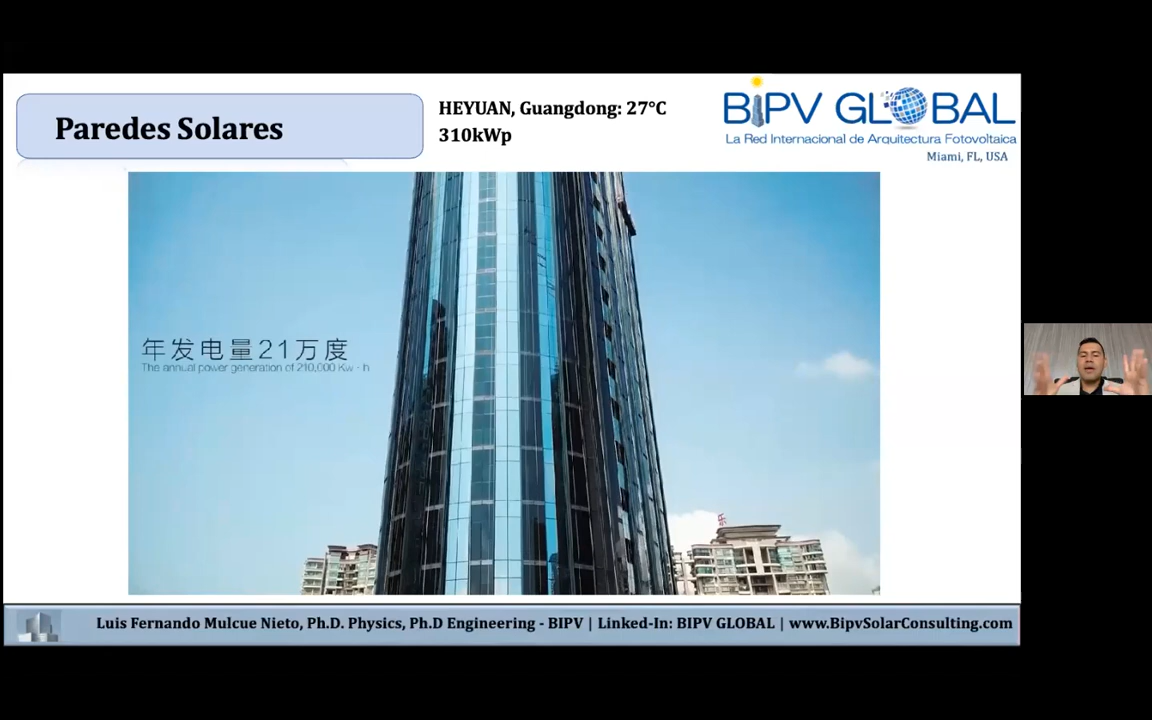 Paredes Solares
HEYUAN, Guangdong: 27°C
310kWp
BIPV GLOBAL
La Red Internacional de Arquitectura Fotovoltaica
Miami, FL, USA
年发电量21万度
The annual power generation of 210,000 Kw - h
Luis Fernando Mulcue Nieto, Ph.D. Physics, Ph.D Engineering - BIPV | Linked-In: BIPV GLOBAL | www.BipvSolarConsulting.com